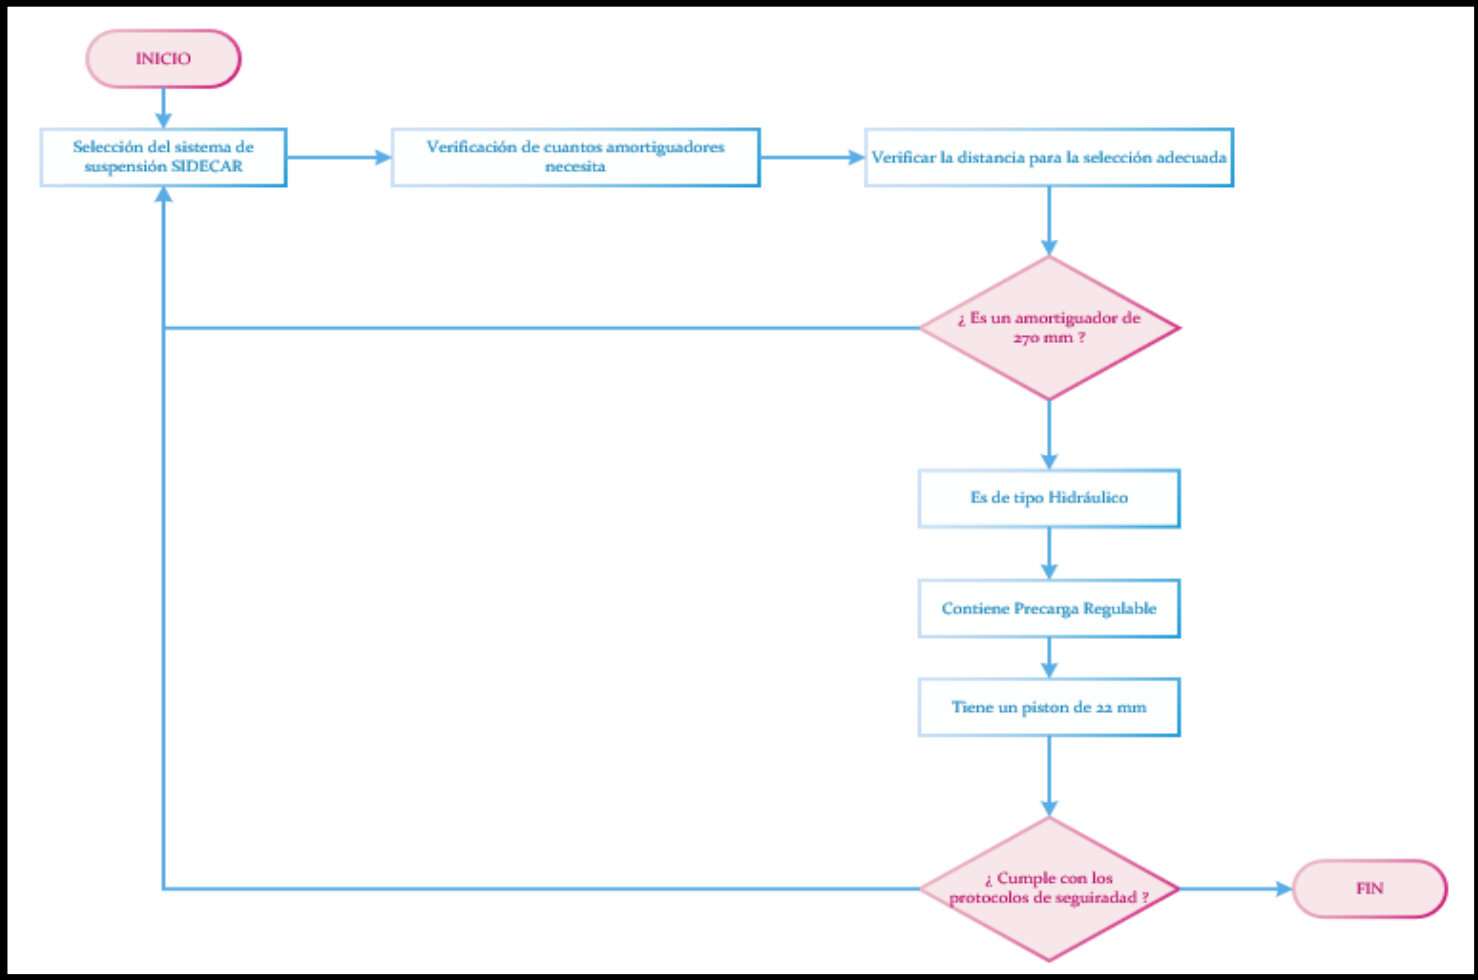 INICIO
Selección del sistema de
suspensión SIDECAR
Verificación de cuantos amortiguadores
necesita
Verificar la distancia para la selección adecuada
¿ Es un amortiguador de
270 mm ?
Es de tipo Hidráulico
Contiene Precarga Regulable
Tiene un piston de 22 mm
¿ Cumple con los
protocolos de seguiradad ?
FIN